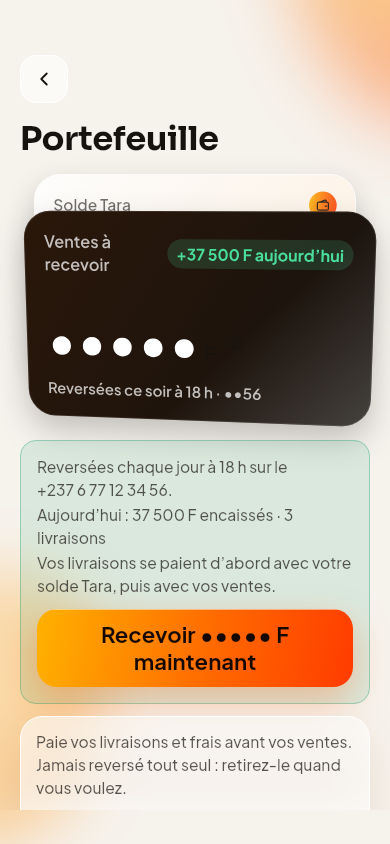 Portefeuille
Solde Tara
Ventes à
recevoir
+37 500 F aujourd’hui
●●●●●
Reversées ce soir à 18 h · ●●56
Reversées chaque jour à 18 h sur le
+237 6 77 12 34 56.
Aujourd’hui : 37 500 F encaissés · 3
livraisons
Vos livraisons se paient d’abord avec votre
solde Tara, puis avec vos ventes.
Recevoir ●●●●● F
maintenant
Paie vos livraisons et frais avant vos ventes.
Jamais reversé tout seul : retirez-le quand
vous voulez.